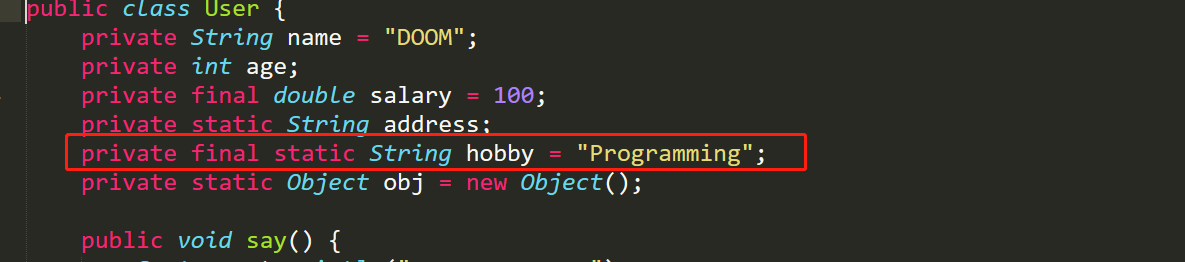 public class User {
private String name = "DOOM";
private int age;
private final double salary = 100;
private static String address;
private final static String hobby = "Programming";
private static Object obj = new Object();
public void say() {